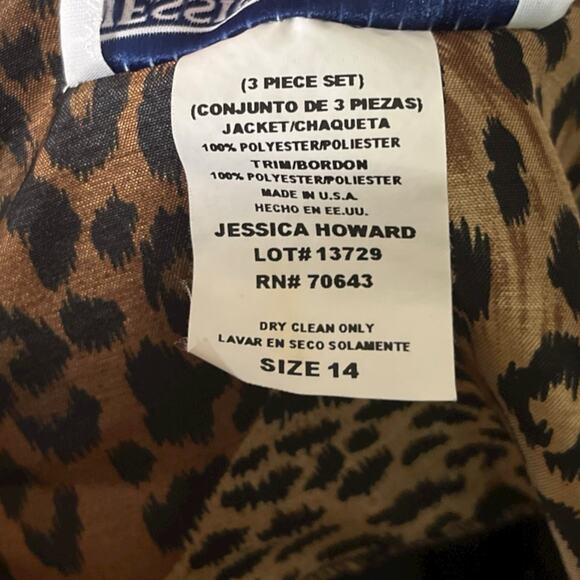 (3 PIECE SET)
(CONJUNTO DE 3 PIEZAS)
JACKET/CHAQUETA
100% POLYESTER/POLIESTER
TRIM/BORDON
100% POLYESTER/POLIESTER
MADE IN U.S.A.
HECHO EN EE.UU.
JESSICA HOWARD
LOT# 13729
RN# 70643
DRY CLEAN ONLY
LAVAR EN SECO SOLAMENTE
SIZE 14